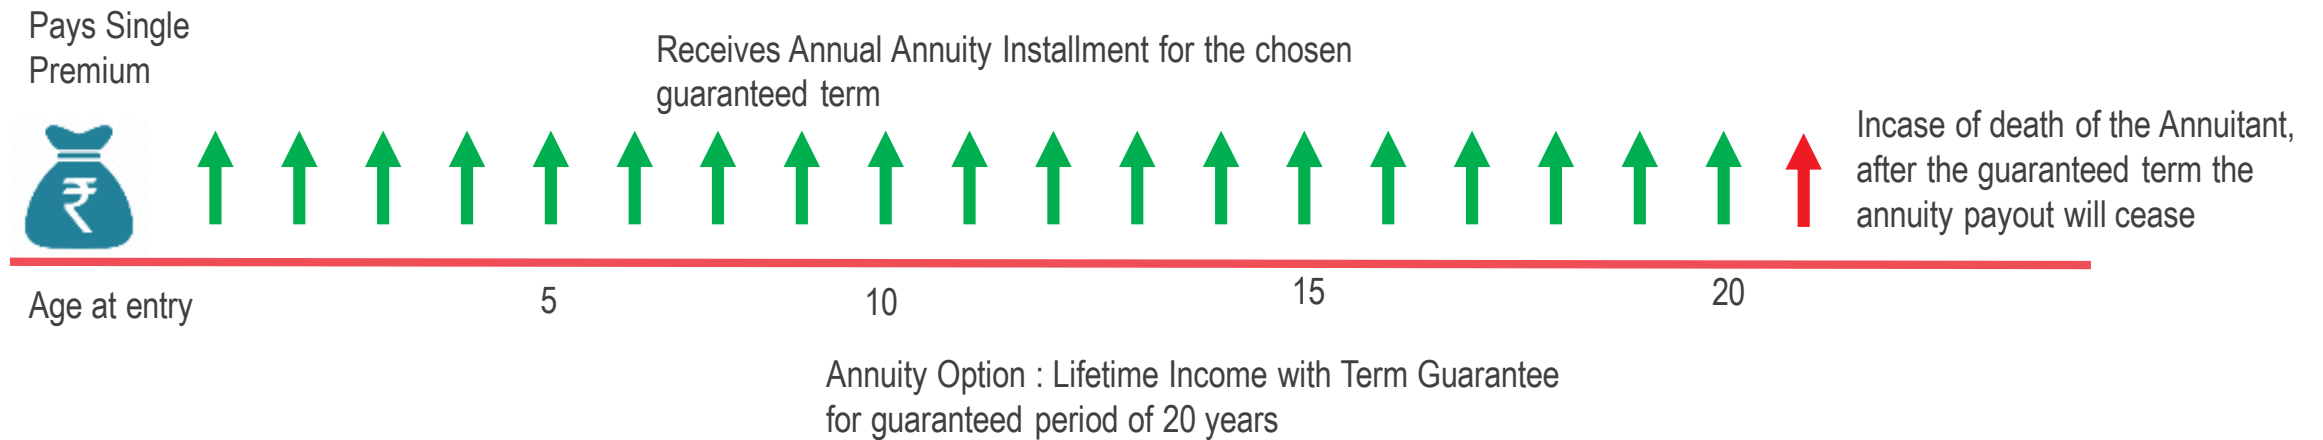 Pays Single
Premium
Receives Annual Annuity Installment for the chosen
guaranteed term
Incase of death of the Annuitant,
after the guaranteed term the
annuity payout will cease
₹
Age at entry
5
10
15
20
Annuity Option : Lifetime Income with Term Guarantee
for guaranteed period of 20 years